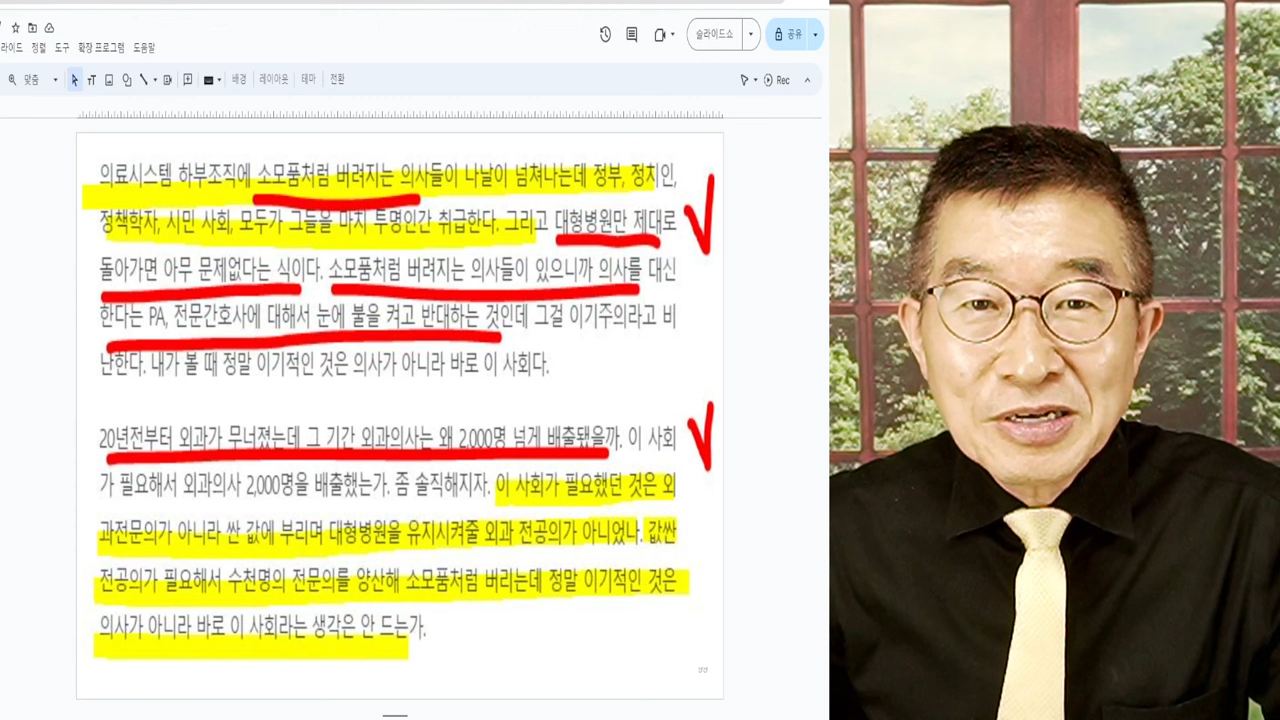 라이드 정렬 도구 확장 프로그램 도움말
슬라이드쇼
공유
맞춤
배경 레이아웃 테마 전환
Rec
의료시스템 하부조직에 소모품처럼 버려지는 의사들이 나날이 넘쳐나는데 정부, 정치인,
정책학자, 시민 사회, 모두가 그들을 마치 투명인간 취급한다. 그리고 대형병원만 제대로
돌아가면 아무 문제없다는 식이다. 소모품처럼 버려지는 의사들이 있으니까 의사를 대신
한다는 PA, 전문간호사에 대해서 눈에 불을 켜고 반대하는 것인데 그걸 이기주의라고 비
난한다. 내가 볼 때 정말 이기적인 것은 의사가 아니라 바로 이 사회다.
20년전부터 외과가 무너졌는데 그 기간 외과의사는 왜 2,000명 넘게 배출됐을까. 이 사회
가 필요해서 외과의사 2,000명을 배출했는가. 좀 솔직해지자. 이 사회가 필요했던 것은 외
과전문의가 아니라 싼 값에 부리며 대형병원을 유지시켜줄 외과 전공의가 아니었나. 값싼
전공의가 필요해서 수천명의 전문의를 양산해 소모품처럼 버리는데 정말 이기적인 것은
의사가 아니라 바로 이 사회라는 생각은 안 드는가.